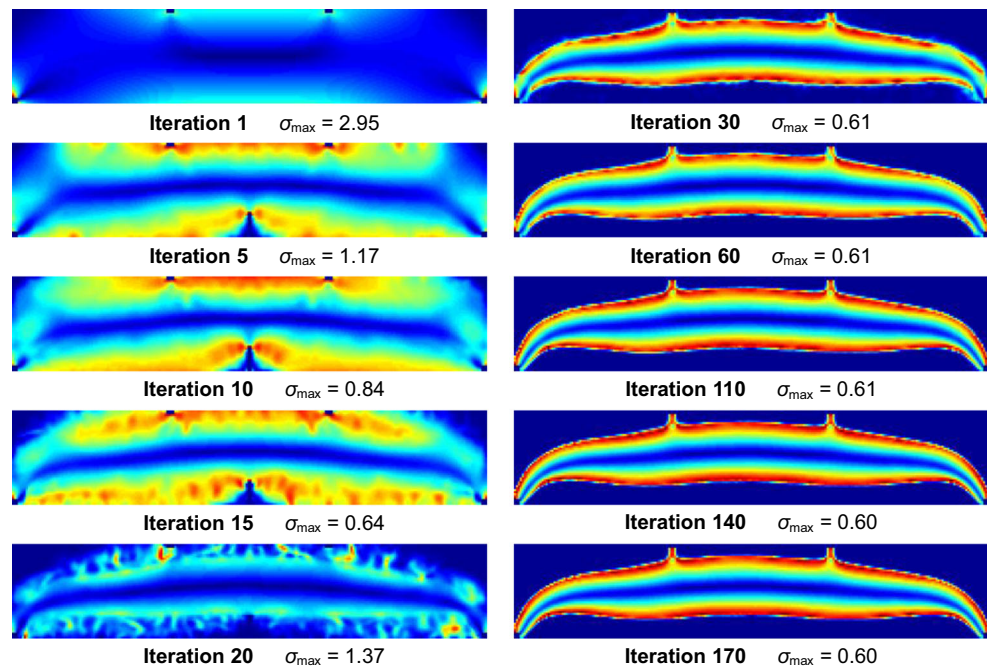 Iteration 1 σmax = 2.95
Iteration 5 σmax = 1.17
Iteration 10 σmax = 0.84
Iteration 15 σmax = 0.64
Iteration 20 σmax = 1.37
Iteration 30 σmax = 0.61
Iteration 60 σmax = 0.61
Iteration 110 σmax = 0.61
Iteration 140 σmax = 0.60
Iteration 170 σmax = 0.60